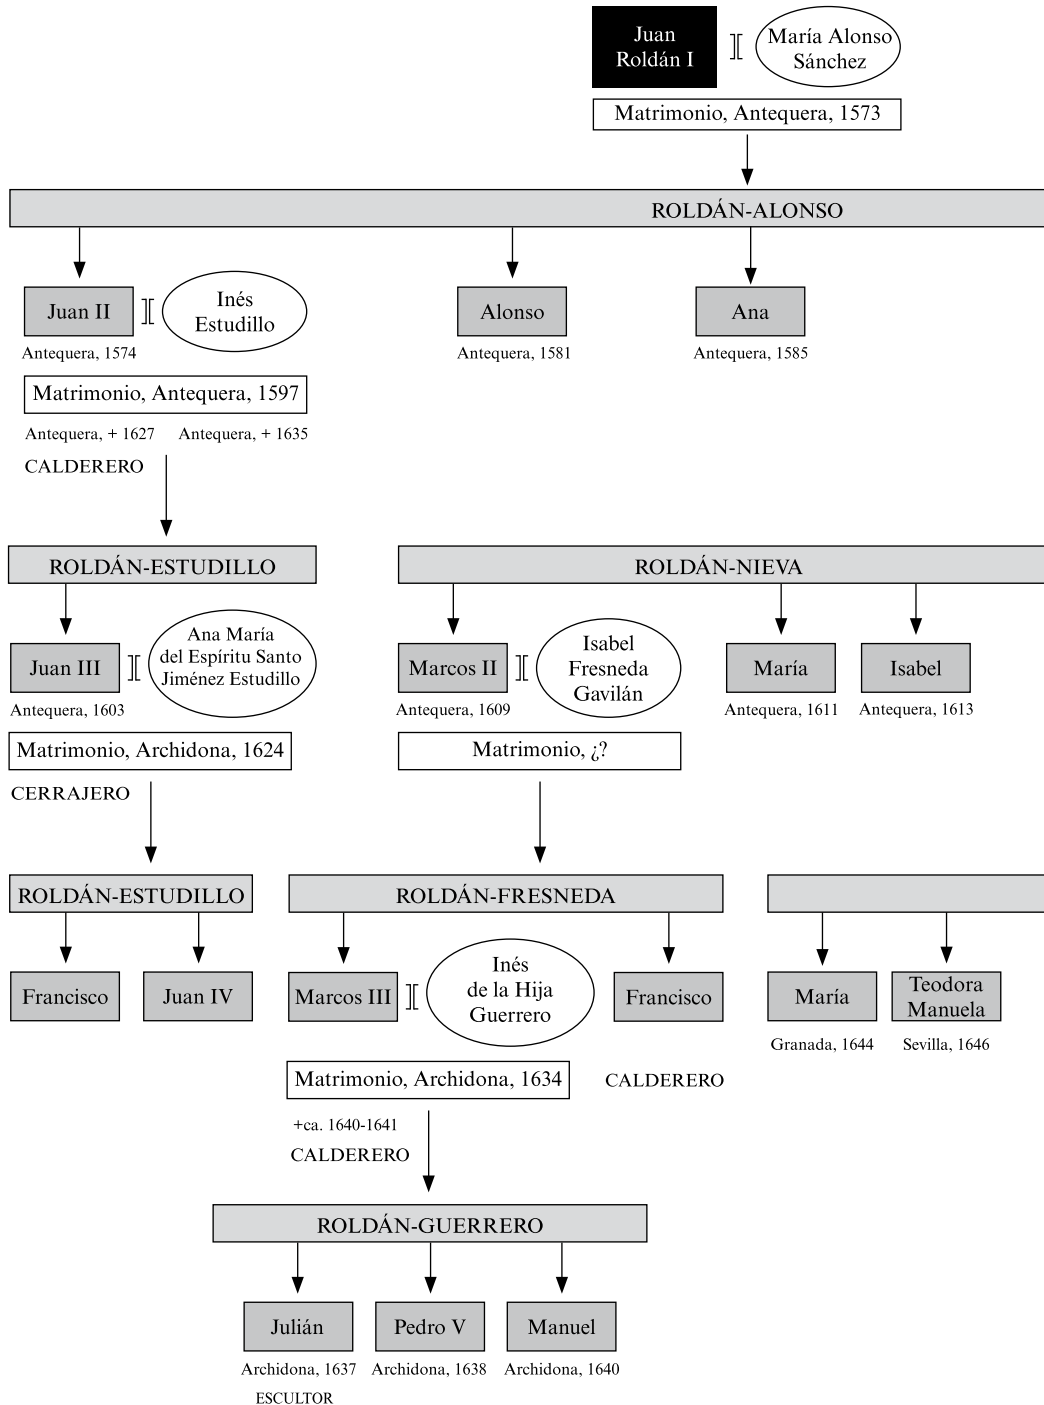 Juan
Roldán I
María Alonso
Sánchez
Matrimonio, Antequera, 1573
ROLDÁN-ALONSO
Juan II
Inés
Estudillo
Alonso
Ana
Antequera, 1574
Antequera, 1581
Antequera, 1585
Matrimonio, Antequera, 1597
Antequera, + 1627
Antequera, + 1635
CALDERERO
ROLDÁN-ESTUDILLO
ROLDÁN-NIEVA
Juan III
Ana María
del Espíritu Santo
Jiménez Estudillo
Marcos II
Isabel
Fresneda
Gavilán
María
Isabel
Antequera, 1603
Antequera, 1609
Antequera, 1611
Antequera, 1613
Matrimonio, Archidona, 1624
Matrimonio, ¿?
CERRAJERO
ROLDÁN-ESTUDILLO
ROLDÁN-FRESNEDA
Francisco
Juan IV
Marcos III
Inés
de la Hija
Guerrero
Francisco
María
Teodora
Manuela
Granada, 1644
Sevilla, 1646
Matrimonio, Archidona, 1634
CALDERERO
+ca. 1640-1641
CALDERERO
ROLDÁN-GUERRERO
Julián
Pedro V
Manuel
Archidona, 1637
Archidona, 1638
Archidona, 1640
ESCULTOR